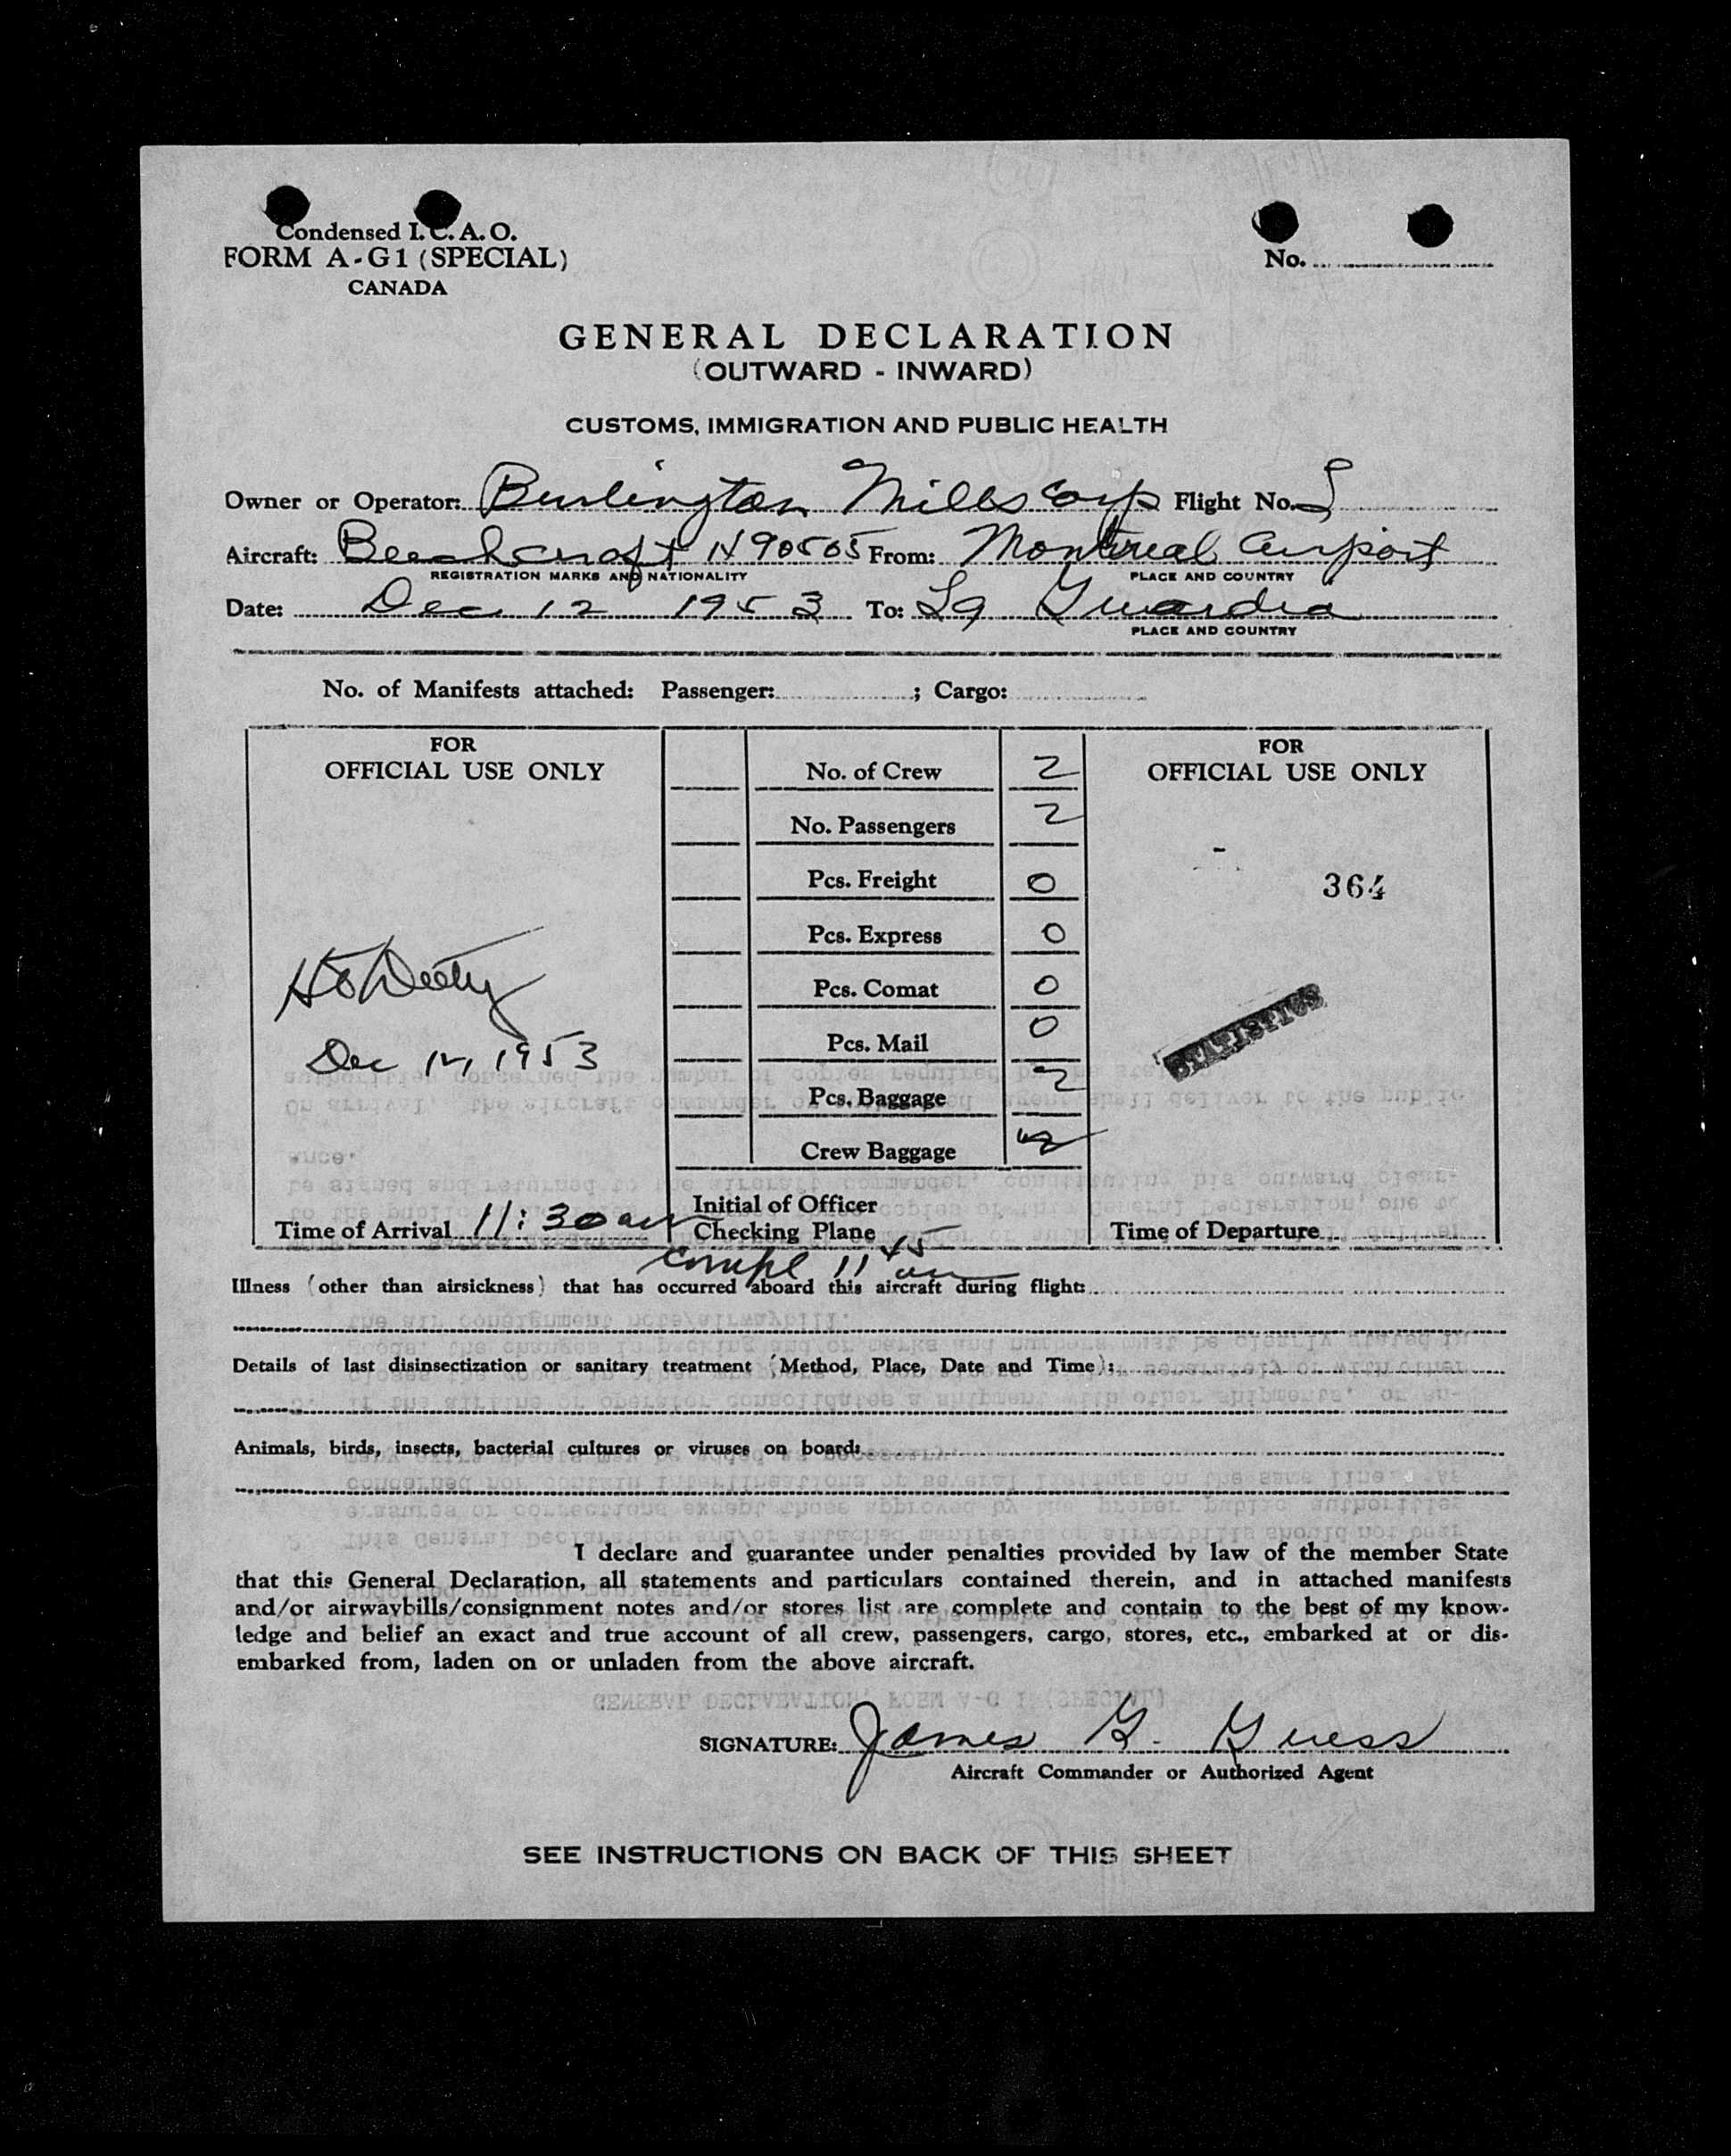 Condensed I.C.A.O.
FORM A-G1 (SPECIAL)
CANADA
No.
GENERAL DECLARATION
(OUTWARD - INWARD)
CUSTOMS, IMMIGRATION AND PUBLIC HEALTH
Owner or Operator: Burlington Mills Corp Flight No.
Aircraft: Beechcraft N90505 From: Montreal Airport
REGISTRATION MARKS AND NATIONALITY PLACE AND COUNTRY
Date: Dec 12 1953 To: La Guardia
PLACE AND COUNTRY
No. of Manifests attached: Passenger: ; Cargo:
FOR
OFFICIAL USE ONLY
Dec 12, 1953
Time of Arrival 11:30 am
No. of Crew 2
No. Passengers 2
Pcs. Freight 0
Pcs. Express 0
Pcs. Comat 0
Pcs. Mail 0
Pcs. Baggage 2
Crew Baggage 2
Initial of Officer
Checking Plane
FOR
OFFICIAL USE ONLY
364
STATISTICS
Time of Departure
Compl 11 45 am
Illness (other than airsickness) that has occurred aboard this aircraft during flight:
Details of last disinsectization or sanitary treatment (Method, Place, Date and Time):
Animals, birds, insects, bacterial cultures or viruses on board:
I declare and guarantee under penalties provided by law of the member State
that this General Declaration, all statements and particulars contained therein, and in attached manifests
and/or airwaybills/consignment notes and/or stores list are complete and contain to the best of my know-
ledge and belief an exact and true account of all crew, passengers, cargo, stores, etc., embarked at or dis-
embarked from, laden on or unladen from the above aircraft.
SIGNATURE: James G. Guess
Aircraft Commander or Authorized Agent
SEE INSTRUCTIONS ON BACK OF THIS SHEET